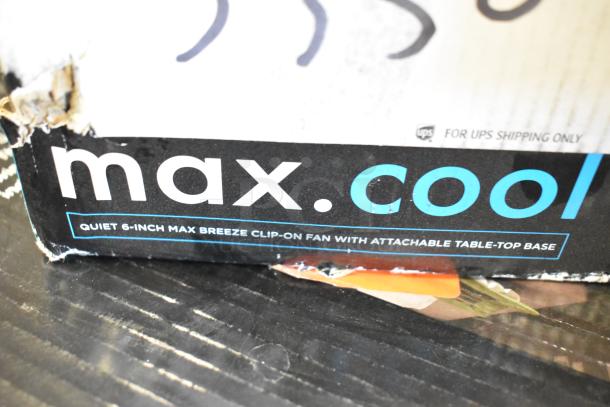 ups FOR UPS SHIPPING ONLY
max.cool
QUIET 6-INCH MAX BREEZE CLIP-ON FAN WITH ATTACHABLE TABLE-TOP BASE